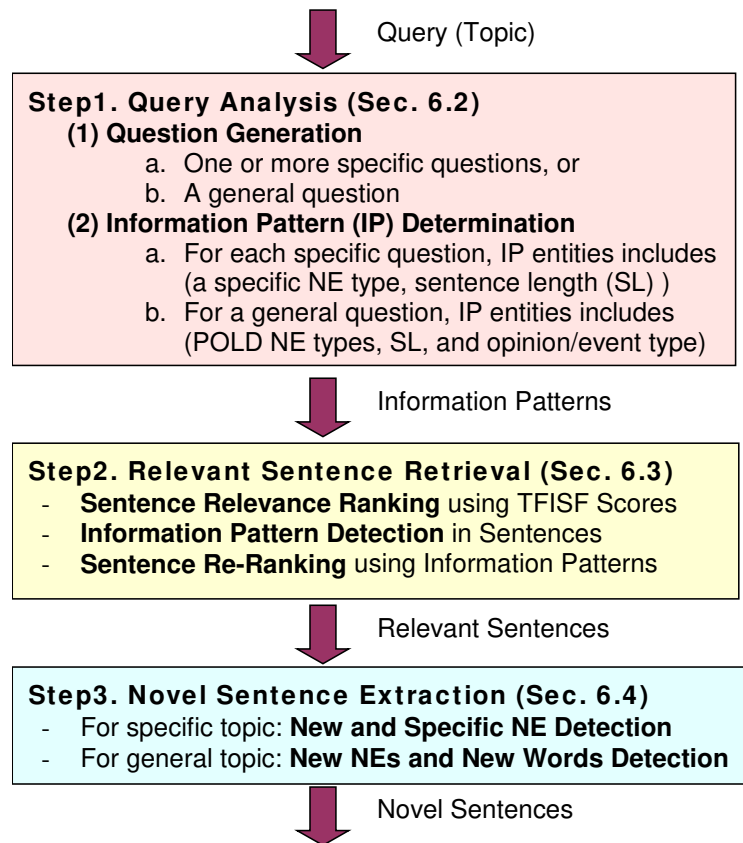 Query (Topic)
Step1. Query Analysis (Sec. 6.2)
(1) Question Generation
a. One or more specific questions, or
b. A general question
(2) Information Pattern (IP) Determination
a. For each specific question, IP entities includes
(a specific NE type, sentence length (SL) )
b. For a general question, IP entities includes
(POLD NE types, SL, and opinion/event type)
Information Patterns
Step2. Relevant Sentence Retrieval (Sec. 6.3)
- Sentence Relevance Ranking using TFISF Scores
- Information Pattern Detection in Sentences
- Sentence Re-Ranking using Information Patterns
Relevant Sentences
Step3. Novel Sentence Extraction (Sec. 6.4)
- For specific topic: New and Specific NE Detection
- For general topic: New NEs and New Words Detection
Novel Sentences